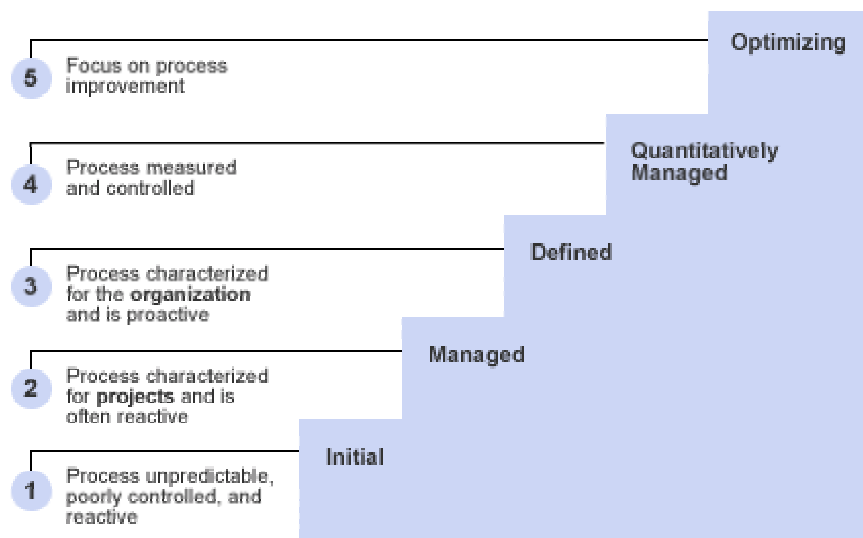 Optimizing
5
Focus on process
improvement
Quantitatively
Managed
4
Process measured
and controlled
Defined
3
Process characterized
for the organization
and is proactive
Managed
2
Process characterized
for projects and is
often reactive
Initial
1
Process unpredictable,
poorly controlled, and
reactive